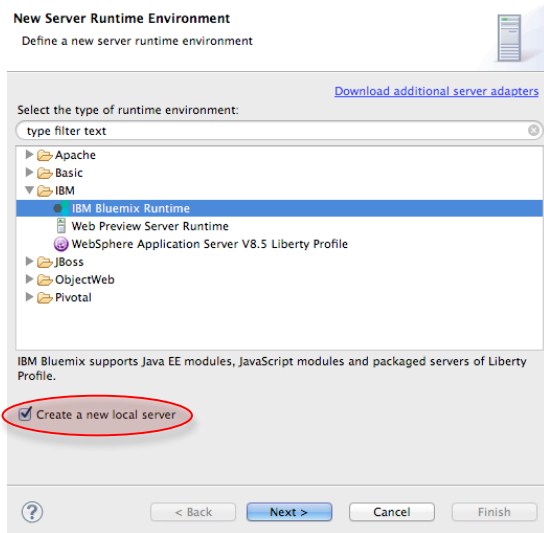 New Server Runtime Environment
Define a new server runtime environment
Download additional server adapters
Select the type of runtime environment:
type filter text
Apache
Basic
IBM
IBM Bluemix Runtime
Web Preview Server Runtime
WebSphere Application Server V8.5 Liberty Profile
JBoss
ObjectWeb
Pivotal
IBM Bluemix supports Java EE modules, JavaScript modules and packaged servers of Liberty
Profile.
Create a new local server
? < Back Next > Cancel Finish